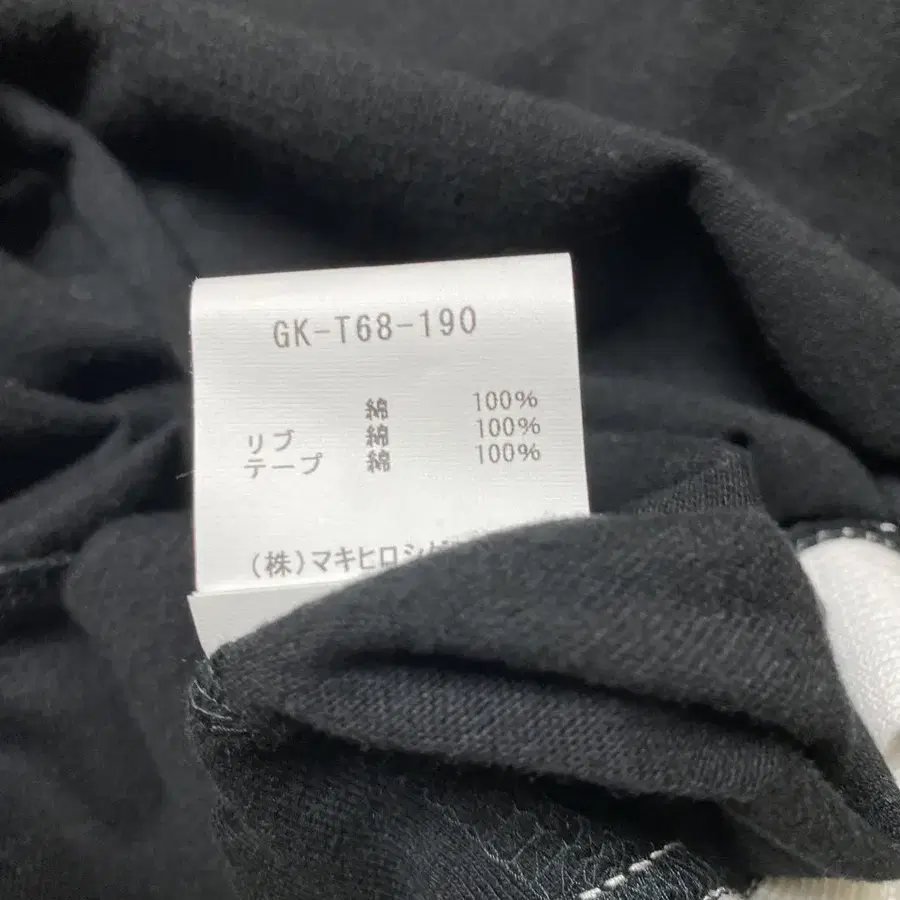 GK-T68-190
綿 100%
リブ 綿 100%
テープ 綿 100%
(株)マキヒロシ